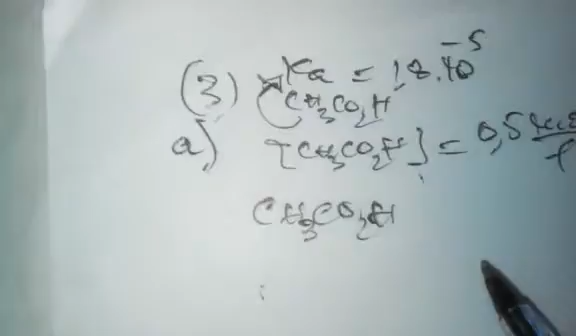 (3) Ka = 1,8.10^-5
CH3CO2H
a) [CH3CO2H] = 0,5
CH3CO2H